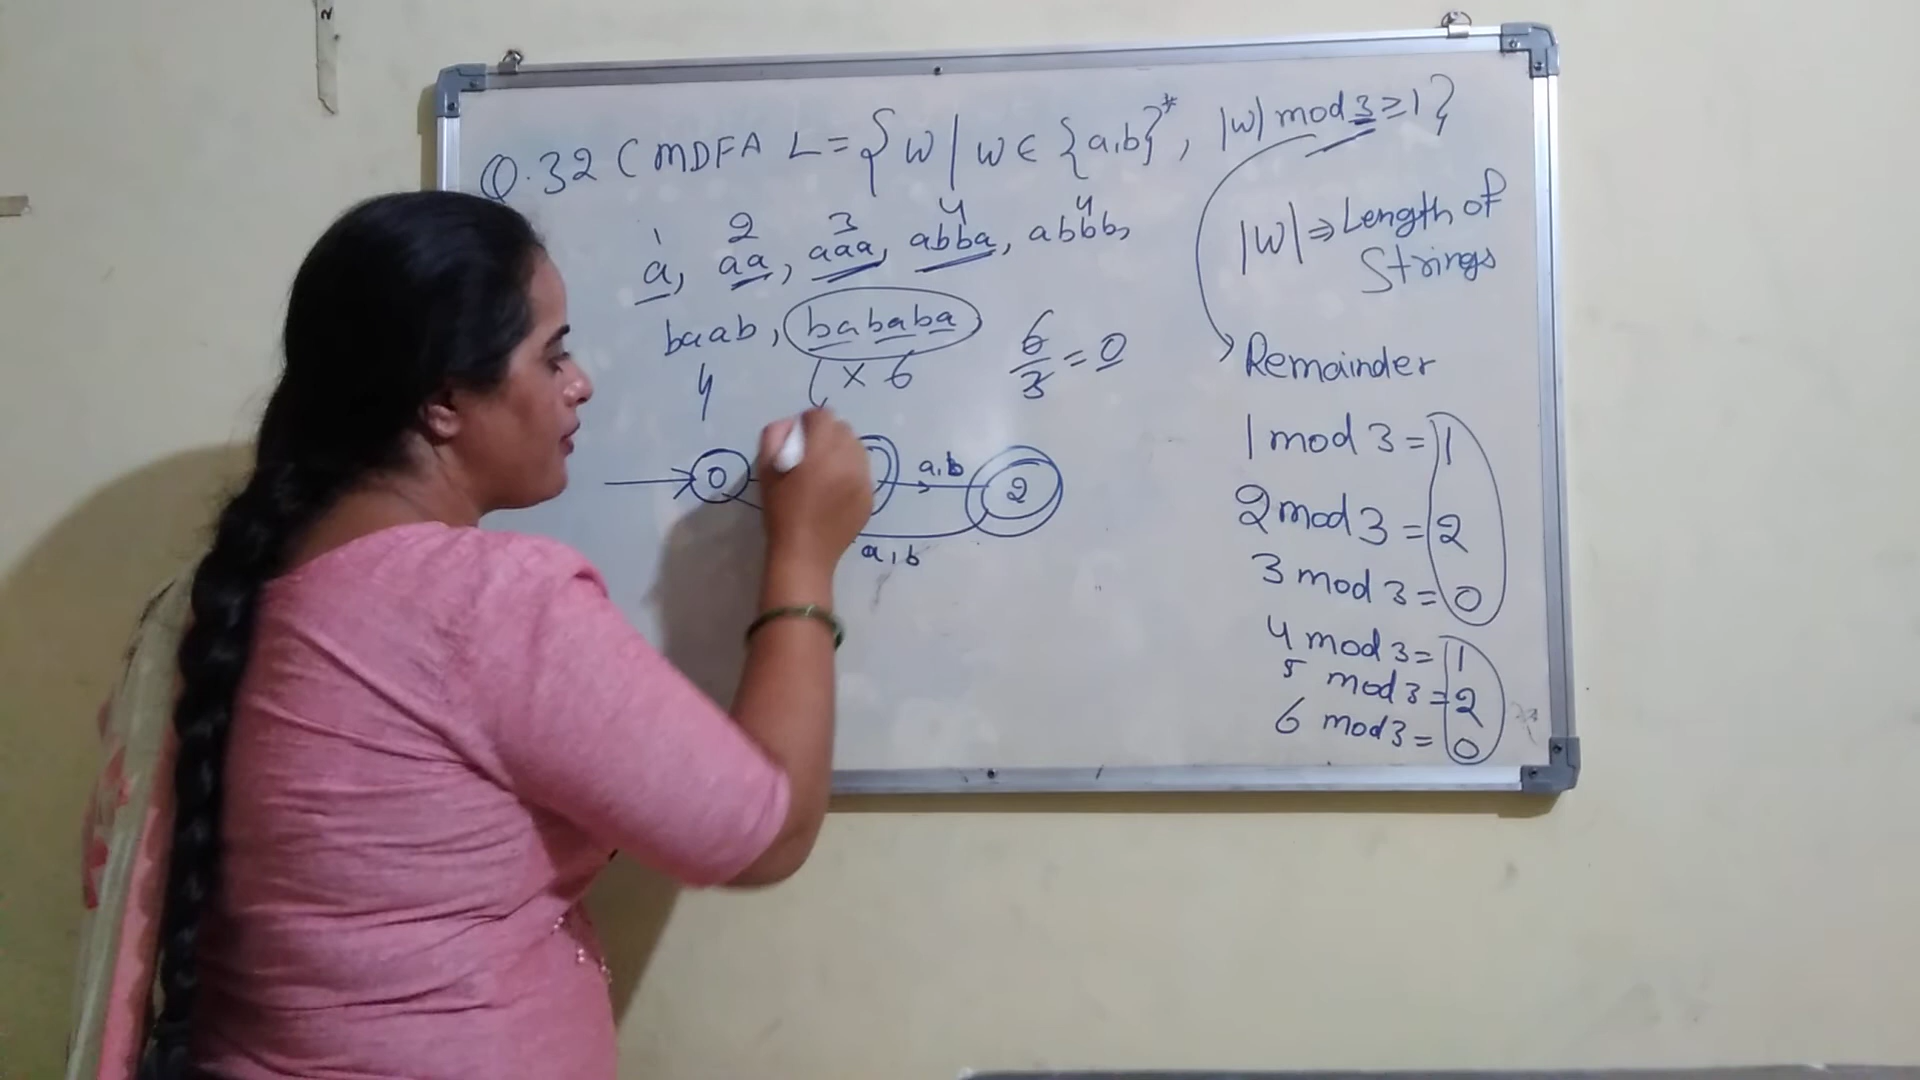 Q.32 CMDFA L = { W | W ∈ {a,b}*, |W| mod 3 ≥ 1 }
1 2 3 4 4
a, aa, aaa, abba, abbb,
baab, bababa
4 × 6
6/3 = 0
0 a,b 2
a,b
|W| ⇒ Length of
Strings
Remainder
1 mod 3 = 1
2 mod 3 = 2
3 mod 3 = 0
4 mod 3 = 1
5 mod 3 = 2
6 mod 3 = 0